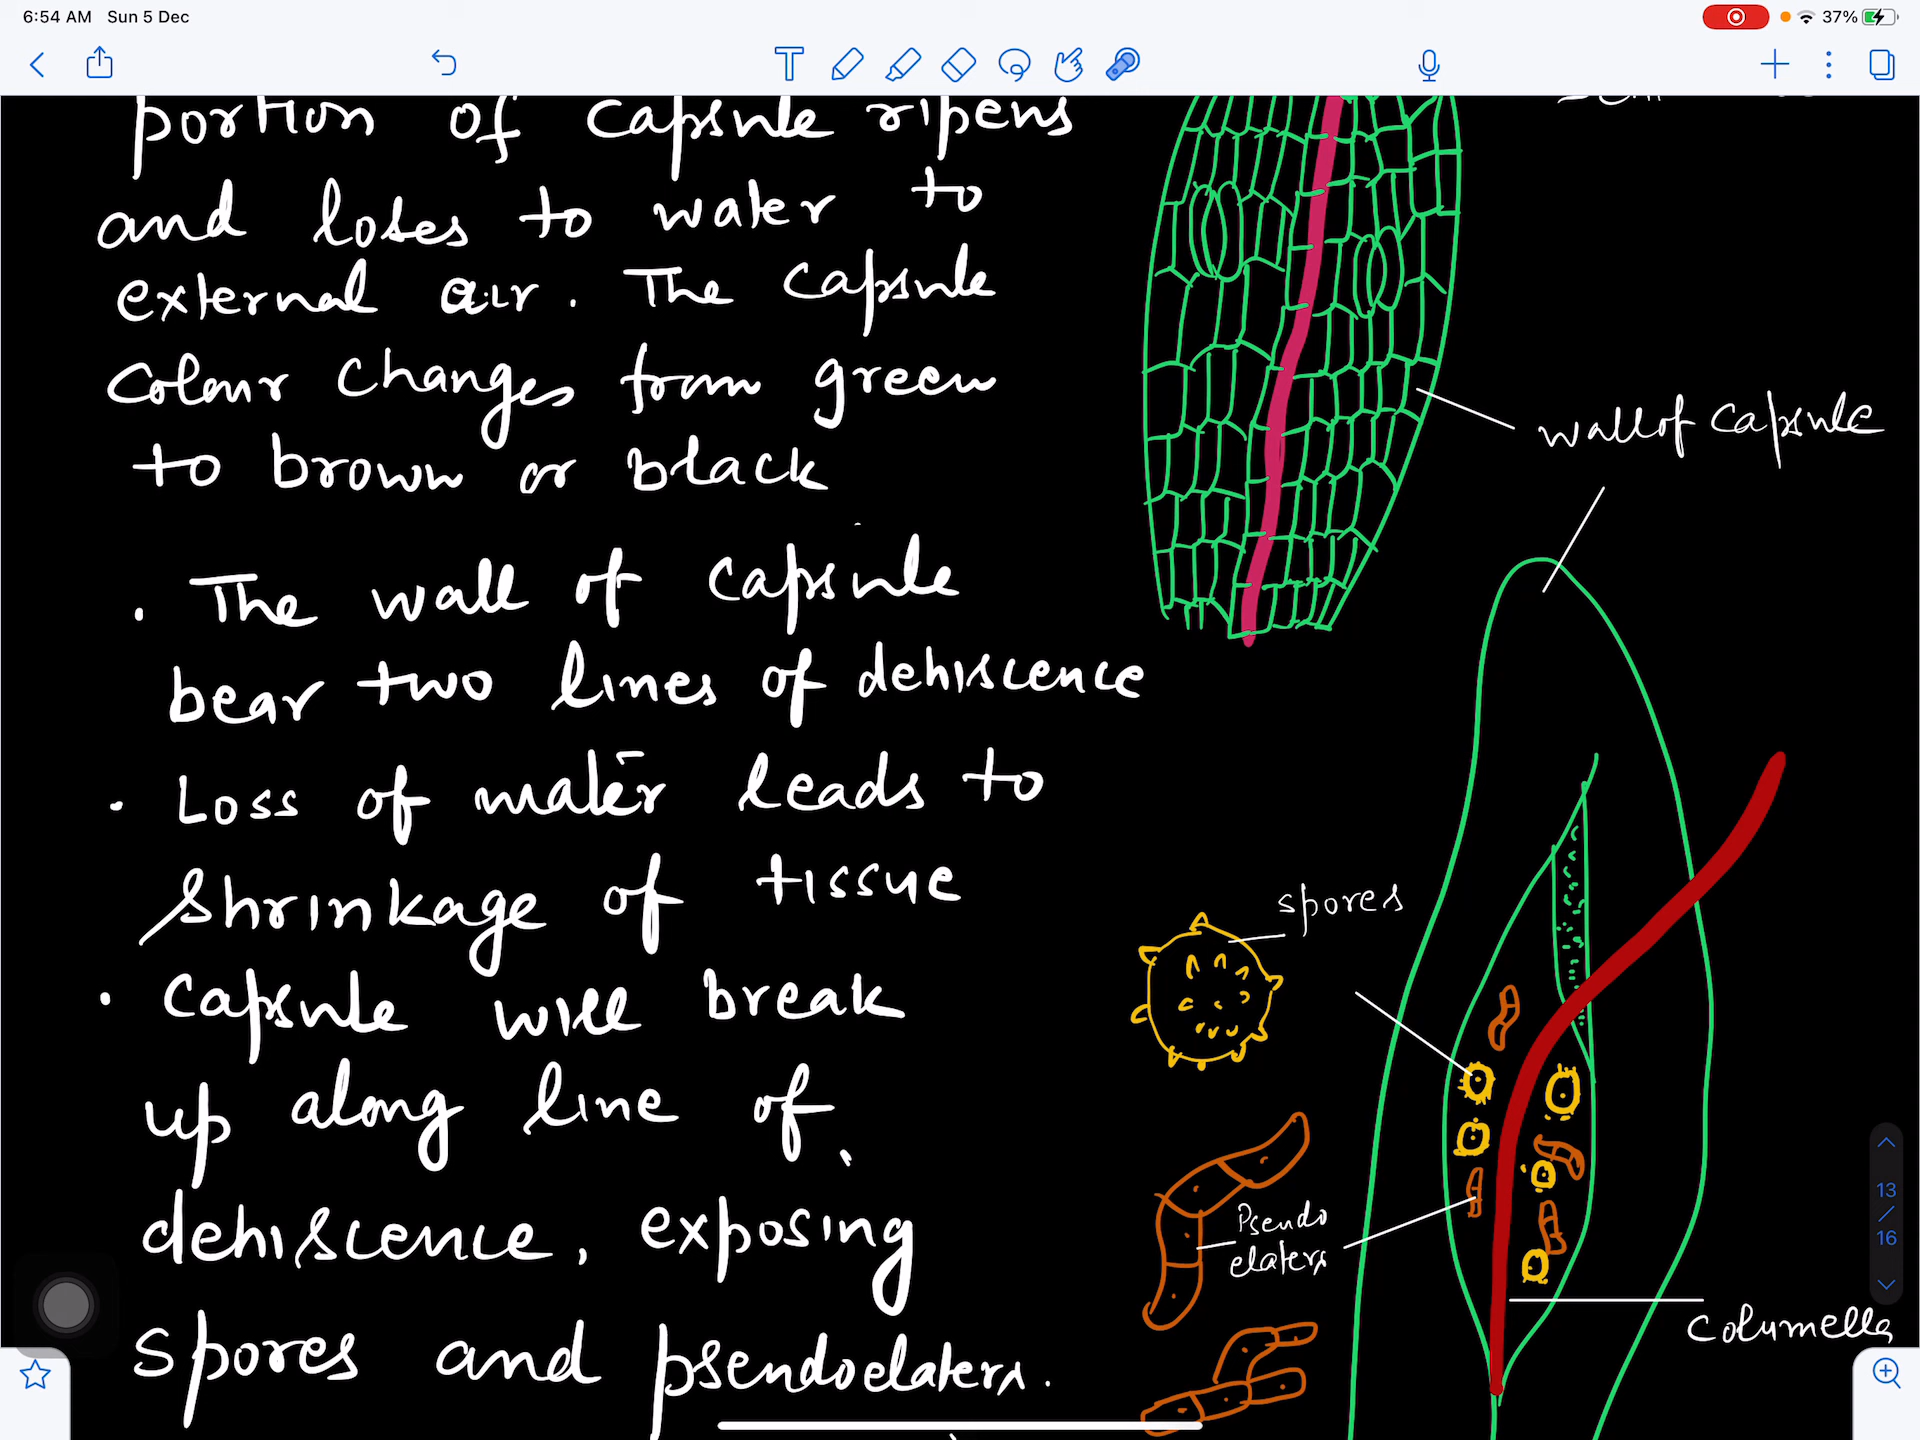 6:54 AM Sun 5 Dec
37%
portion of capsule ripens
and loses to water to
external air. The capsule
colour changes from green
to brown or black
wall of capsule
. The wall of capsule
bear two lines of dehiscence
. Loss of water leads to
shrinkage of tissue
spores
. capsule will break
up along line of
dehiscence, exposing
Pseudo
elaters
13
/
16
columella
spores and pseudoelaters.